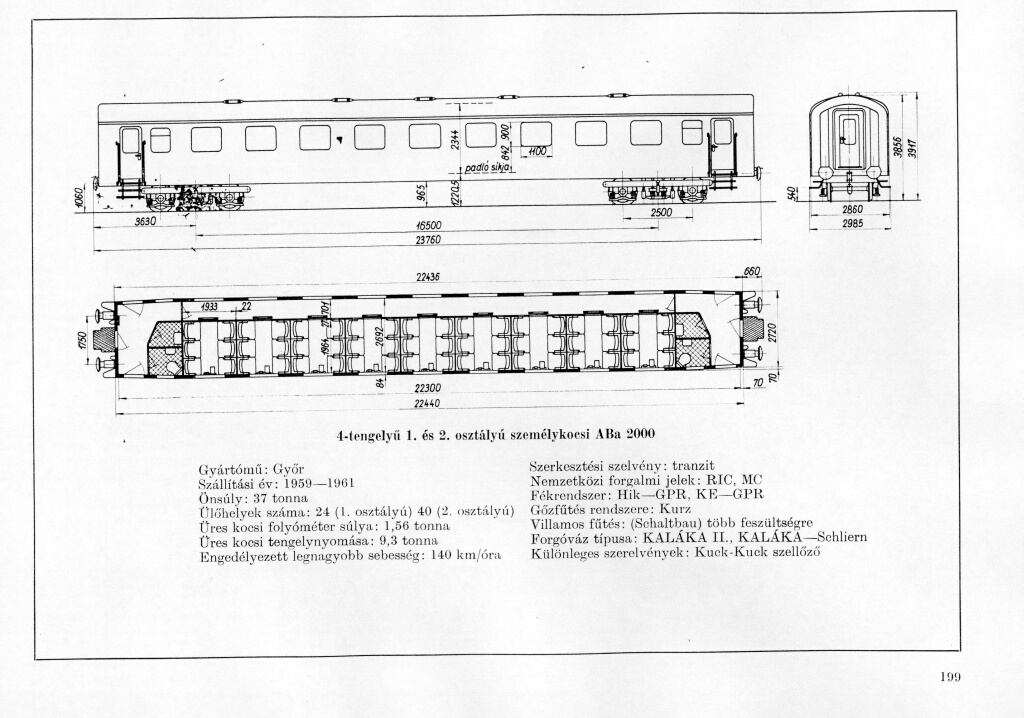 2344
842
900
1100
padló síkja
965
1220,5
1060
3630
16500
2500
23760
540
3856
3917
2860
2985
22436
660
1933
22
1750
1964
2692
2720
84
70
70
22300
22440
4-tengelyű 1. és 2. osztályú személykocsi ABa 2000
Gyártómű: Győr
Szállítási év: 1959—1961
Önsúly: 37 tonna
Ülőhelyek száma: 24 (1. osztályú) 40 (2. osztályú)
Üres kocsi folyóméter súlya: 1,56 tonna
Üres kocsi tengelynyomása: 9,3 tonna
Engedélyezett legnagyobb sebesség: 140 km/óra
Szerkesztési szelvény: tranzit
Nemzetközi forgalmi jelek: RIC, MC
Fékrendszer: Hik—GPR, KE—GPR
Gőzfűtés rendszere: Kurz
Villamos fűtés: (Schaltbau) több feszültségre
Forgóváz típusa: KALÁKA II., KALÁKA—Schliern
Különleges szerelvények: Kuck-Kuck szellőző
199